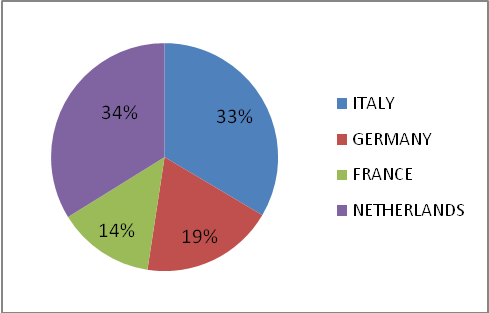 34%
33%
14%
19%
ITALY
GERMANY
FRANCE
NETHERLANDS